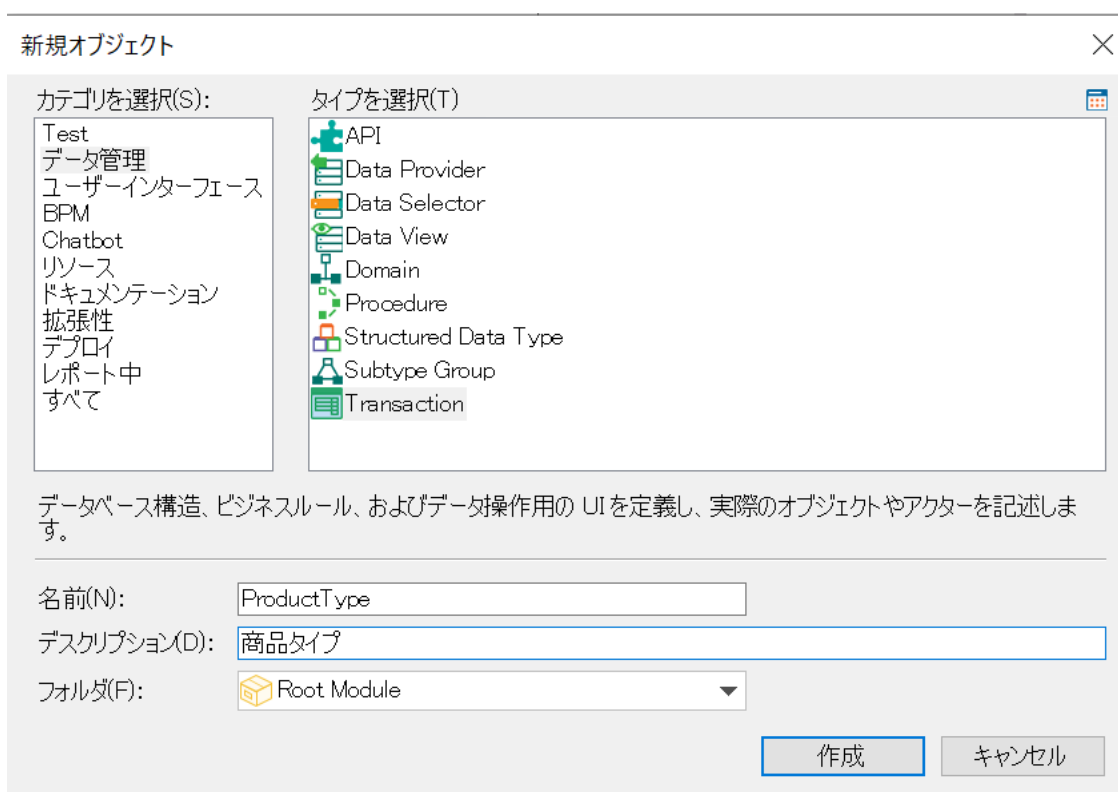 新規オブジェクト
カテゴリを選択(S):
タイプを選択(T)
Test
データ管理
ユーザーインターフェース
BPM
Chatbot
リソース
ドキュメンテーション
拡張性
デプロイ
レポート中
すべて
API
Data Provider
Data Selector
Data View
Domain
Procedure
Structured Data Type
Subtype Group
Transaction
データベース構造、ビジネスルール、およびデータ操作用の UI を定義し、実際のオブジェクトやアクターを記述しま
す。
名前(N):
ProductType
デスクリプション(D):
商品タイプ
フォルダ(F):
Root Module
作成
キャンセル